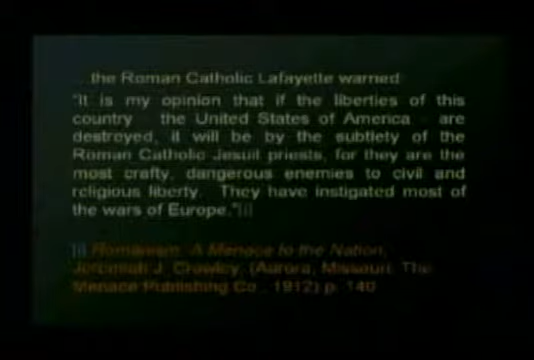 the Roman Catholic Lafayette warned
"It is my opinion that if the liberties of this
country the United States of America are
destroyed, it will be by the subtlety of the
Roman Catholic Jesuit priests, for they are the
most crafty, dangerous enemies to civil and
religious liberty. They have instigated most of
the wars of Europe."[i]
[i] Romanism: A Menace to the Nation,
Jeremiah J. Crowley, (Aurora, Missouri: The
Menace Publishing Co., 1912) p. 140